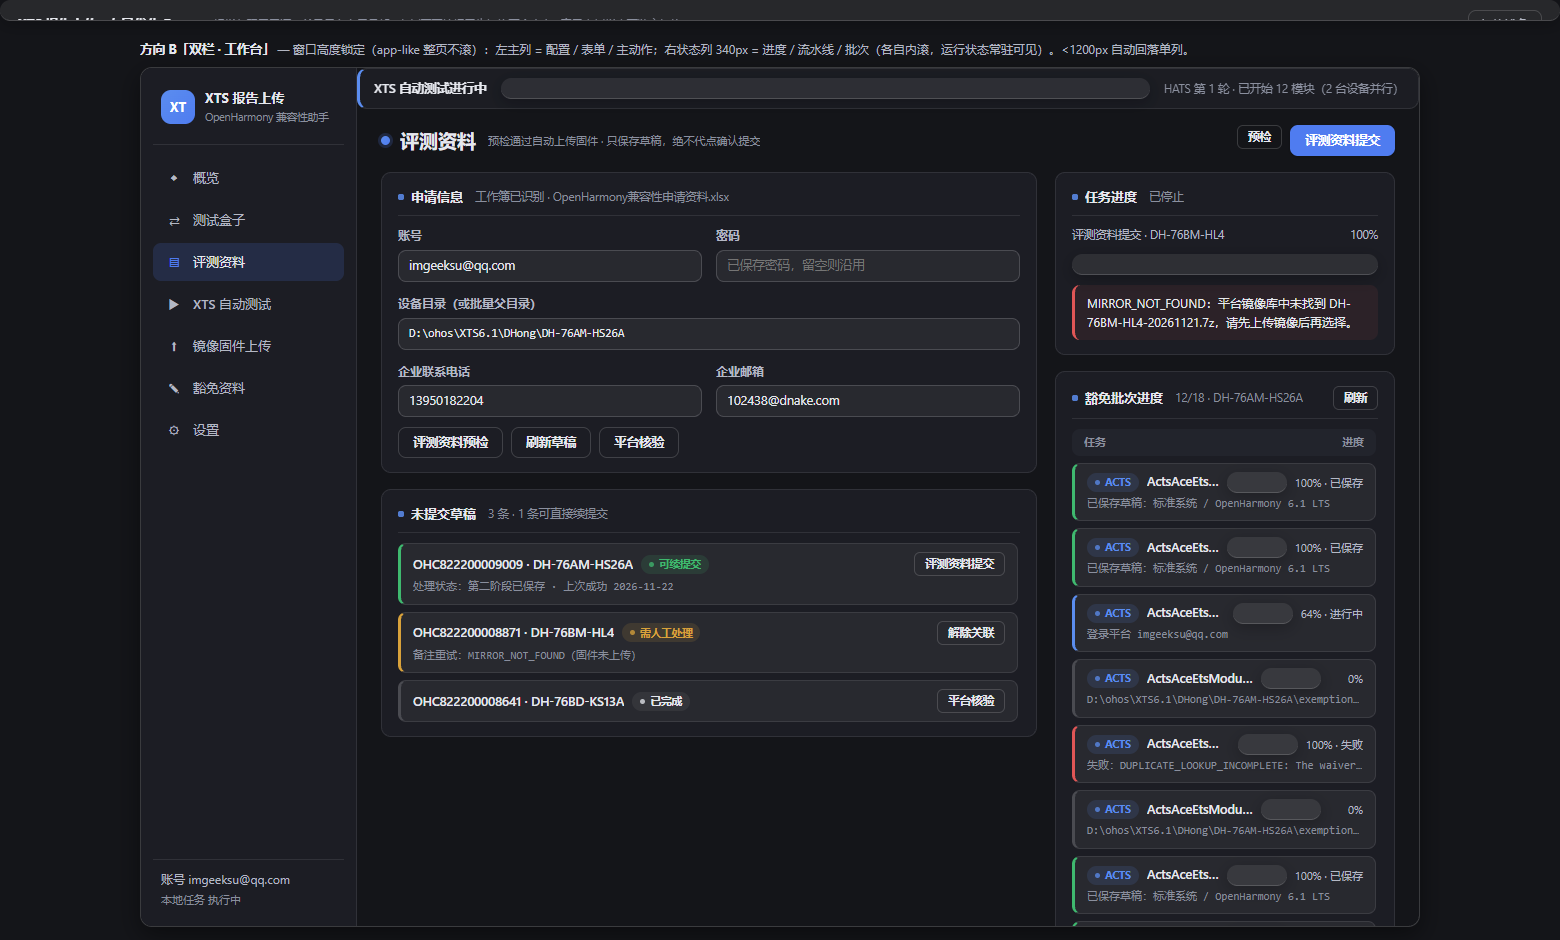 方向 B「双栏 · 工作台」 — 窗口高度锁定（app-like 整页不滚）：左主列 = 配置 / 表单 / 主动作；右状态列 340px = 进度 / 流水线 / 批次（各自内滚，运行状态常驻可见）。<1200px 自动回落单列。
XT
XTS 报告上传
OpenHarmony 兼容性助手
概览
测试盒子
评测资料
XTS 自动测试
镜像固件上传
豁免资料
设置
账号 imgeeksu@qq.com
本地任务 执行中
XTS 自动测试进行中
HATS 第 1 轮 · 已开始 12 模块（2 台设备并行）
评测资料 预检通过自动上传固件 · 只保存草稿，绝不代点确认提交
预检
评测资料提交
申请信息 工作簿已识别 · OpenHarmony兼容性申请资料.xlsx
账号
imgeeksu@qq.com
密码
已保存密码，留空则沿用
设备目录（或批量父目录）
D:\ohos\XTS6.1\DHong\DH-76AM-HS26A
企业联系电话
13950182204
企业邮箱
102438@dnake.com
评测资料预检
刷新草稿
平台核验
未提交草稿 3 条 · 1 条可直接续提交
OHC822200009009 · DH-76AM-HS26A 可续提交
评测资料提交
处理状态：第二阶段已保存 · 上次成功 2026-11-22
OHC822200008871 · DH-76BM-HL4 需人工处理
解除关联
备注重试：MIRROR_NOT_FOUND（固件未上传）
OHC822200008641 · DH-76BD-KS13A 已完成
平台核验
任务进度 已停止
评测资料提交 · DH-76BM-HL4 100%
MIRROR_NOT_FOUND：平台镜像库中未找到 DH-
76BM-HL4-20261121.7z，请先上传镜像后再选择。
豁免批次进度 12/18 · DH-76AM-HS26A
刷新
任务 进度
ACTS ActsAceEts... 100% · 已保存
已保存草稿：标准系统 / OpenHarmony 6.1 LTS
ACTS ActsAceEts... 100% · 已保存
已保存草稿：标准系统 / OpenHarmony 6.1 LTS
ACTS ActsAceEts... 64% · 进行中
登录平台 imgeeksu@qq.com
ACTS ActsAceEtsModu... 0%
D:\ohos\XTS6.1\DHong\DH-76AM-HS26A\exemption…
ACTS ActsAceEts... 100% · 失败
失败：DUPLICATE_LOOKUP_INCOMPLETE: The waiver…
ACTS ActsAceEtsModu... 0%
D:\ohos\XTS6.1\DHong\DH-76AM-HS26A\exemption…
ACTS ActsAceEts... 100% · 已保存
已保存草稿：标准系统 / OpenHarmony 6.1 LTS